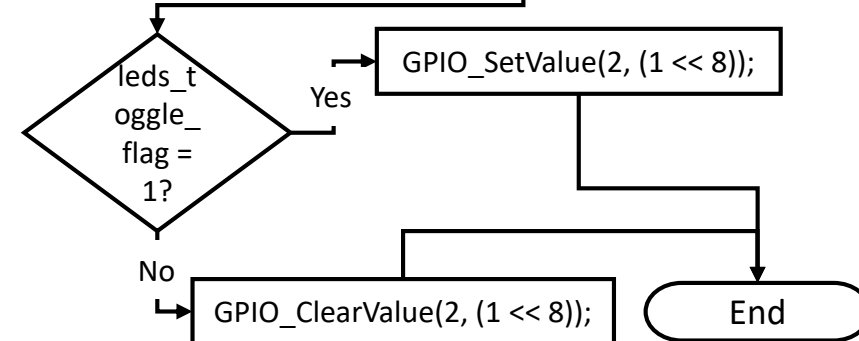 leds_t
oggle_
flag =
1?
Yes
GPIO_SetValue(2, (1 << 8));
No
GPIO_ClearValue(2, (1 << 8));
End